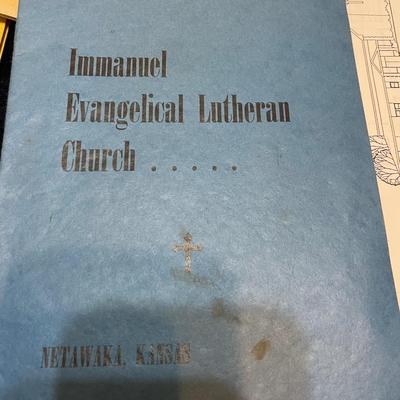 Immanuel
Evangelical Lutheran
Church . . . . .
NETAWAKA, KANSAS